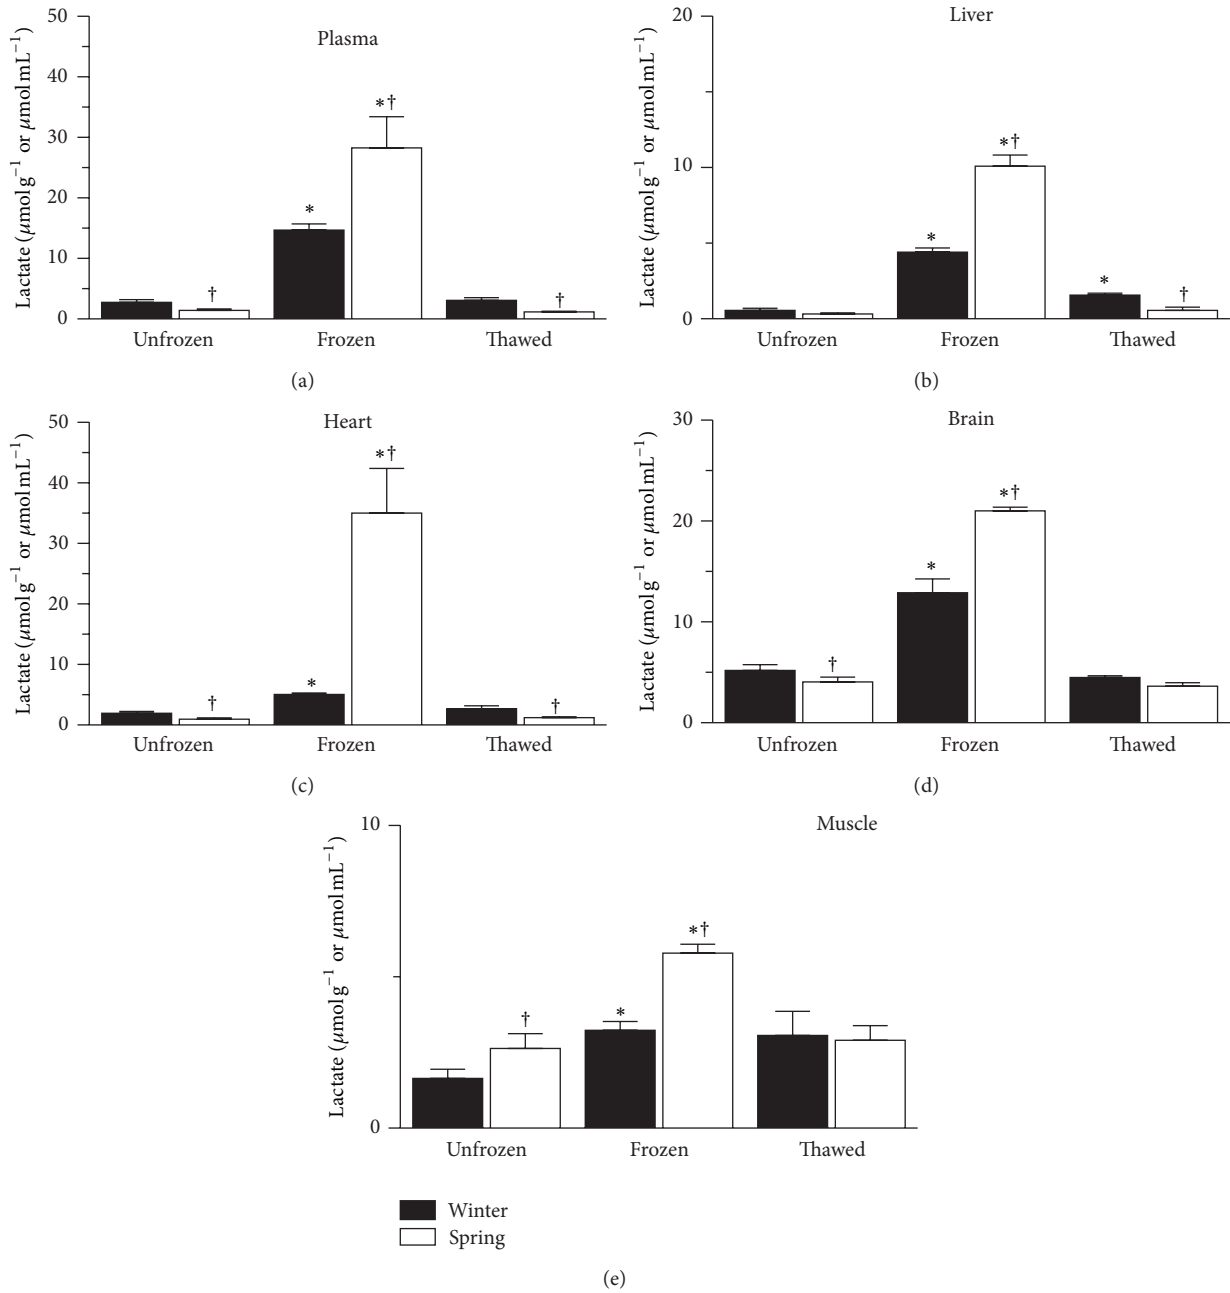 Plasma
Lactate (μmol g⁻¹ or μmol mL⁻¹)
50
40
30
20
10
0
*
*†
†
†
Unfrozen Frozen Thawed
(a)
Liver
Lactate (μmol g⁻¹ or μmol mL⁻¹)
20
10
0
*
*†
*
†
Unfrozen Frozen Thawed
(b)
Heart
Lactate (μmol g⁻¹ or μmol mL⁻¹)
50
40
30
20
10
0
†
*
*†
†
Unfrozen Frozen Thawed
(c)
Brain
Lactate (μmol g⁻¹ or μmol mL⁻¹)
30
20
10
0
†
*
*†
Unfrozen Frozen Thawed
(d)
Muscle
Lactate (μmol g⁻¹ or μmol mL⁻¹)
10
0
†
*
*†
Unfrozen Frozen Thawed
Winter
Spring
(e)